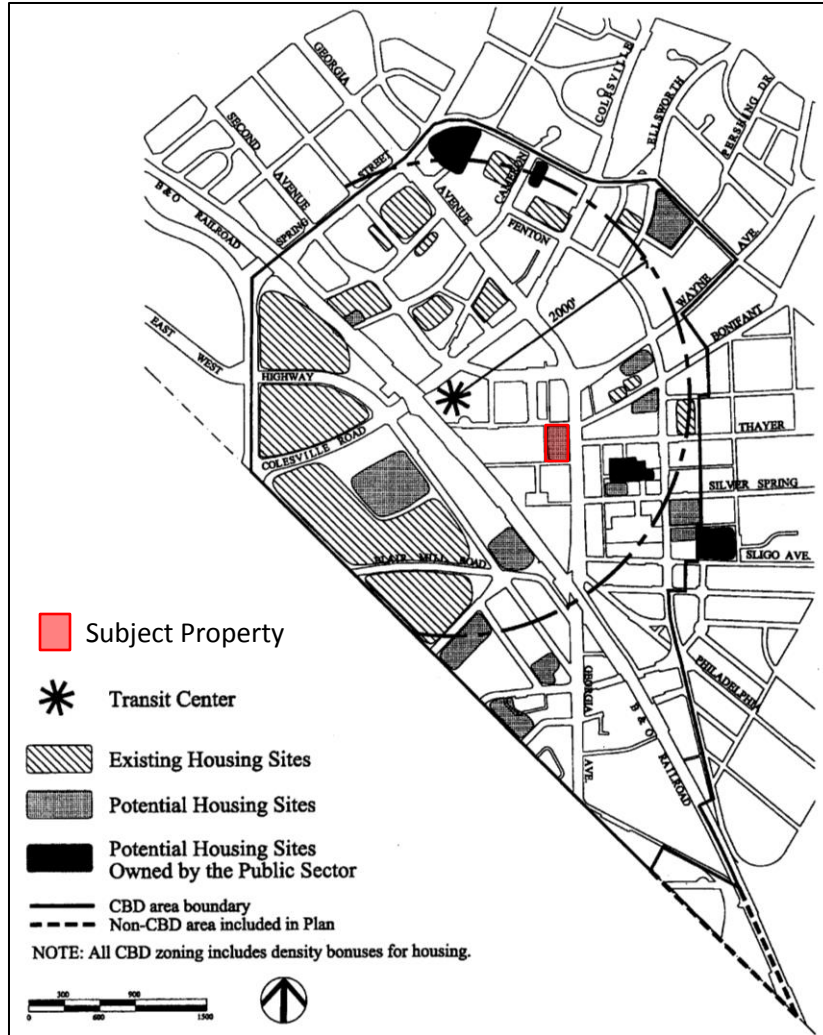 GEORGIA
SECOND
AVENUE
B & O
RAILROAD
SPRING
STREET
AVENUE
CAMERON
FENTON
COLESVILLE
ELLSWORTH
PERSHING DR
WAYNE
AVE.
BONIFANT
2000'
EAST
WEST
HIGHWAY
COLESVILLE ROAD
THAYER
SILVER SPRING
BLAIR MILL ROAD
SLIGO AVE.
PHILADELPHIA
GEORGIA
AVE.
B & O
RAILROAD
Subject Property
Transit Center
Existing Housing Sites
Potential Housing Sites
Potential Housing Sites
Owned by the Public Sector
CBD area boundary
Non-CBD area included in Plan
NOTE: All CBD zoning includes density bonuses for housing.
300 900
0 600 1500